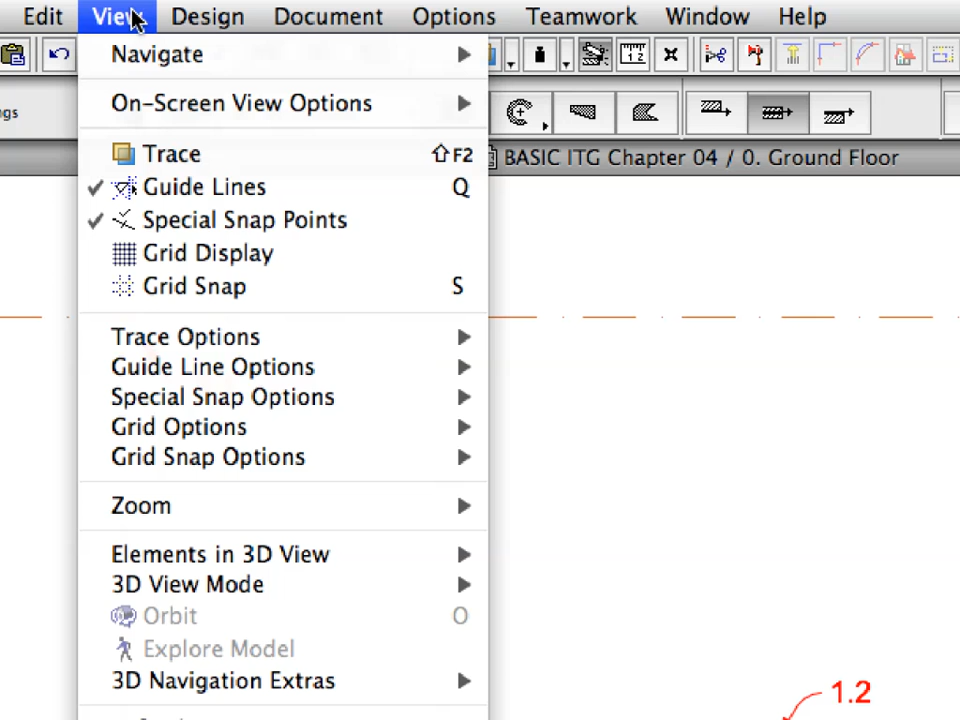 Edit View Design Document Options Teamwork Window Help
Navigate
1 2
On-Screen View Options
gs
Trace ⇧F2
BASIC ITG Chapter 04 / 0. Ground Floor
Guide Lines Q
Special Snap Points
Grid Display
Grid Snap S
Trace Options
Guide Line Options
Special Snap Options
Grid Options
Grid Snap Options
Zoom
Elements in 3D View
3D View Mode
Orbit O
Explore Model
3D Navigation Extras
1.2